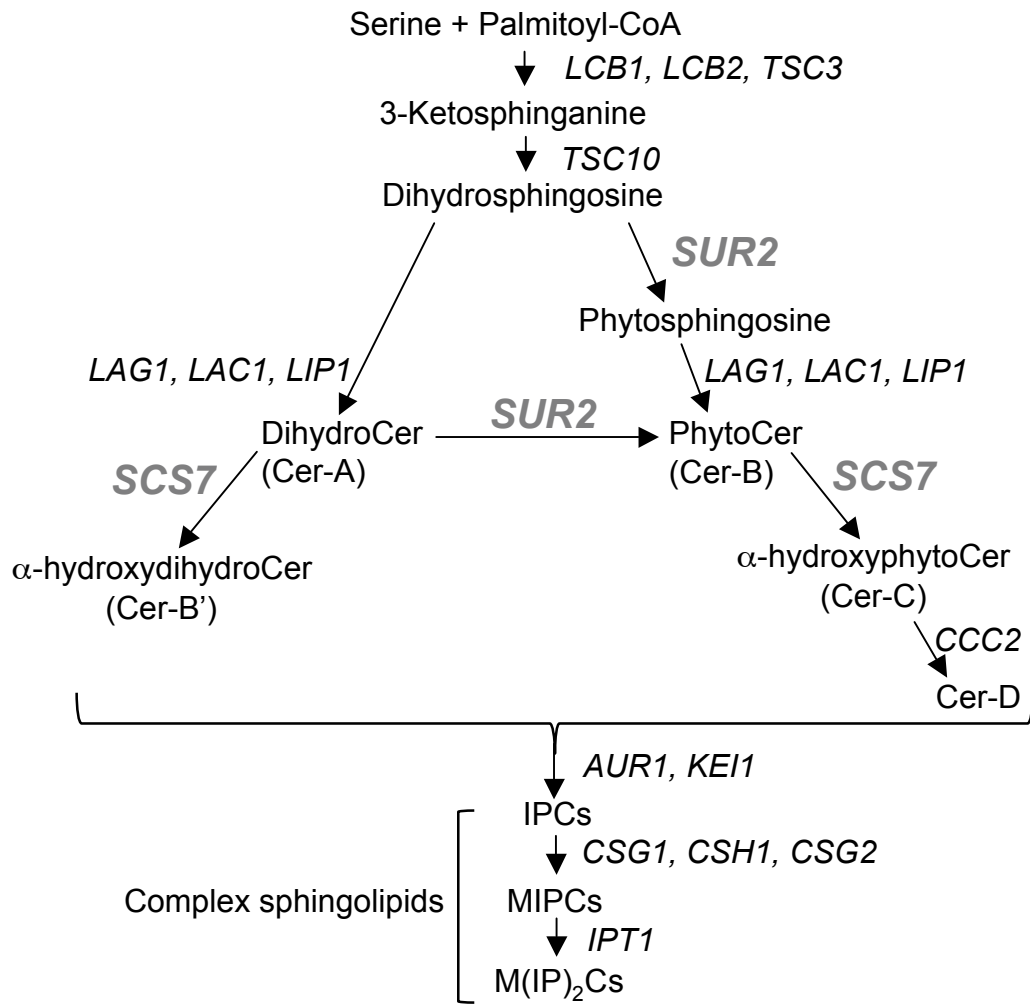 Serine + Palmitoyl-CoA
LCB1, LCB2, TSC3
3-Ketosphinganine
TSC10
Dihydrosphingosine
SUR2
Phytosphingosine
LAG1, LAC1, LIP1
LAG1, LAC1, LIP1
DihydroCer
(Cer-A)
SUR2
PhytoCer
(Cer-B)
SCS7
SCS7
α-hydroxydihydroCer
(Cer-B’)
α-hydroxyphytoCer
(Cer-C)
CCC2
Cer-D
AUR1, KEI1
IPCs
CSG1, CSH1, CSG2
Complex sphingolipids
MIPCs
IPT1
M(IP)₂Cs